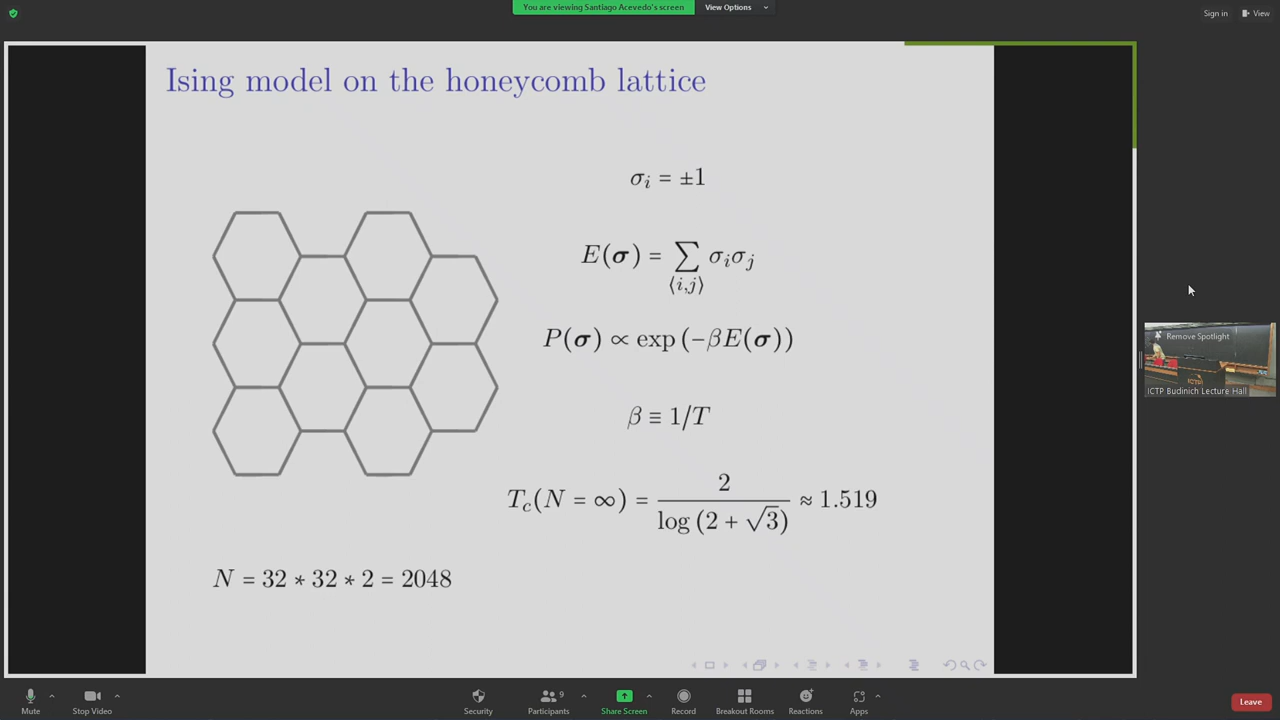 You are viewing Santiago Acevedo's screen
View Options
Sign in
View
Ising model on the honeycomb lattice
σ_i = ±1
E(σ) = ∑_{⟨i,j⟩} σ_i σ_j
P(σ) ∝ exp (−βE(σ))
β ≡ 1/T
T_c(N = ∞) = 2 / log (2 + √3) ≈ 1.519
N = 32 ∗ 32 ∗ 2 = 2048
Remove Spotlight
ICTP
ICTP Budinich Lecture Hall
Mute
Stop Video
Security
9
Participants
Share Screen
Record
Breakout Rooms
Reactions
Apps
Leave